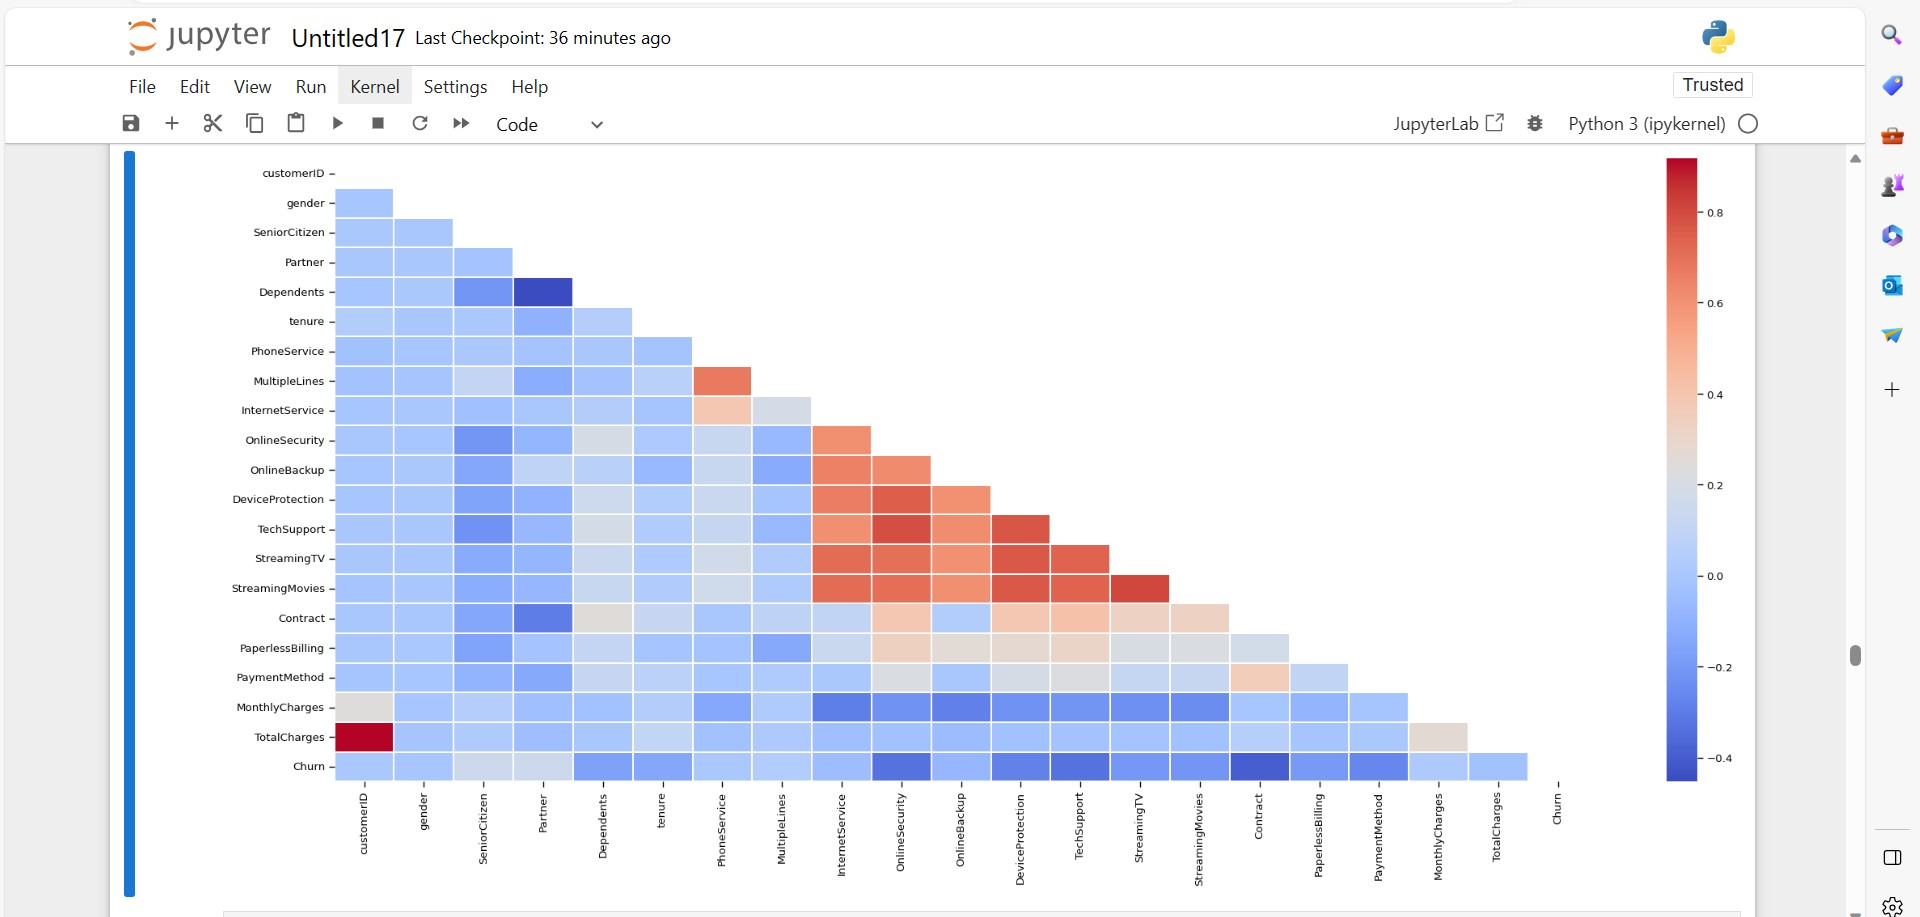 jupyter Untitled17 Last Checkpoint: 36 minutes ago
File Edit View Run Kernel Settings Help Trusted
Code JupyterLab Python 3 (ipykernel)
customerID
gender
SeniorCitizen
Partner
Dependents
tenure
PhoneService
MultipleLines
InternetService
OnlineSecurity
OnlineBackup
DeviceProtection
TechSupport
StreamingTV
StreamingMovies
Contract
PaperlessBilling
PaymentMethod
MonthlyCharges
TotalCharges
Churn
customerID
gender
SeniorCitizen
Partner
Dependents
tenure
PhoneService
MultipleLines
InternetService
OnlineSecurity
OnlineBackup
DeviceProtection
TechSupport
StreamingTV
StreamingMovies
Contract
PaperlessBilling
PaymentMethod
MonthlyCharges
TotalCharges
Churn
0.8
0.6
0.4
0.2
0.0
−0.2
−0.4